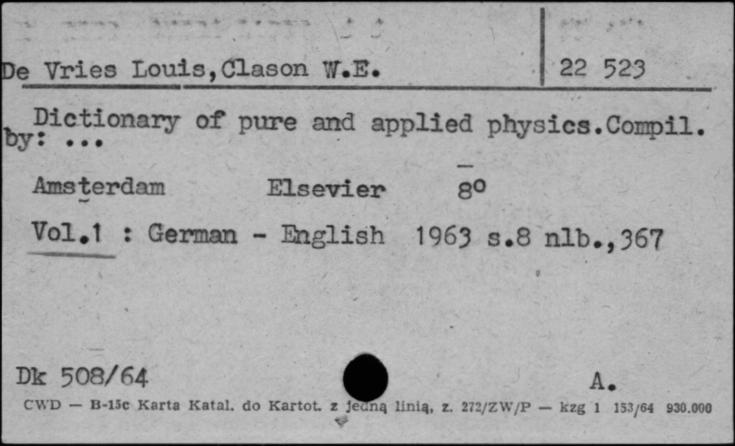 De Vries Louis,Clason W.E. 22 523
Dictionary of pure and applied physics.Compil.
by: ...
Amsterdam Elsevier 8º
Vol.1 : German - English 1963 s.8 nlb.,367
Dk 508/64 A.
CWD — B-15c Karta Katal. do Kartot. z jedną linią, z. 272/ZW/P — kzg 1 153/64 930.000